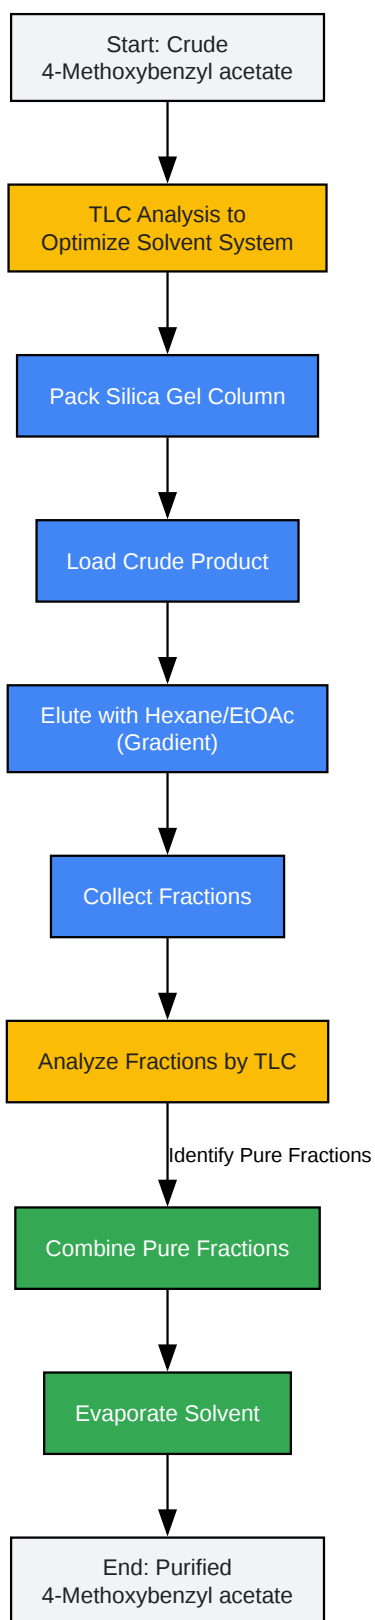 Start: Crude
4-Methoxybenzyl acetate
TLC Analysis to
Optimize Solvent System
Pack Silica Gel Column
Load Crude Product
Elute with Hexane/EtOAc
(Gradient)
Collect Fractions
Analyze Fractions by TLC
Identify Pure Fractions
Combine Pure Fractions
Evaporate Solvent
End: Purified
4-Methoxybenzyl acetate